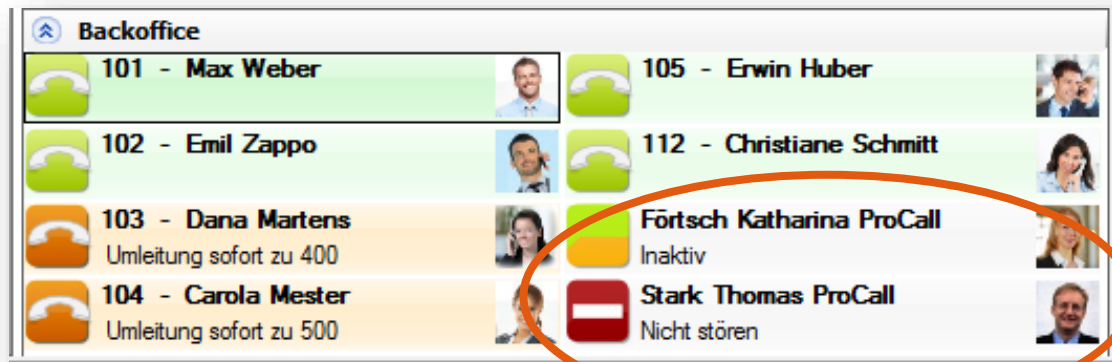 Backoffice
101 - Max Weber
105 - Erwin Huber
102 - Emil Zappo
112 - Christiane Schmitt
103 - Dana Martens
Umleitung sofort zu 400
Förtsch Katharina ProCall
Inaktiv
104 - Carola Mester
Umleitung sofort zu 500
Stark Thomas ProCall
Nicht stören